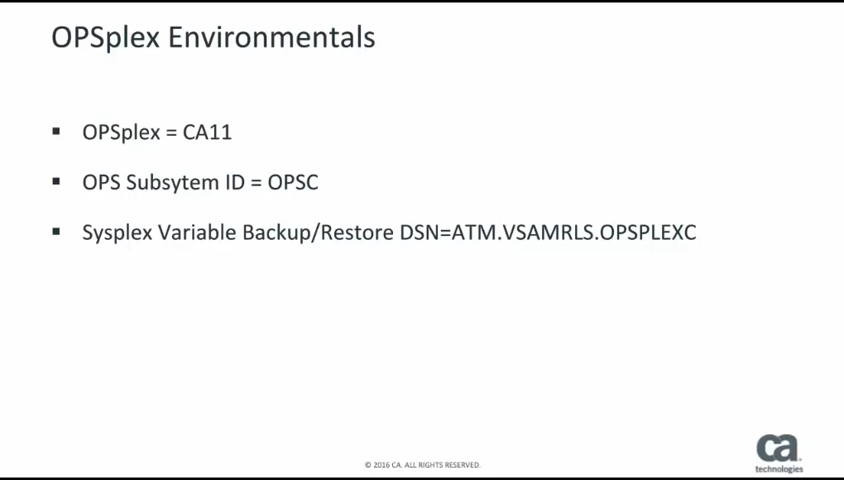 OPSplex Environmentals
▪ OPSplex = CA11
▪ OPS Subsytem ID = OPSC
▪ Sysplex Variable Backup/Restore DSN=ATM.VSAMRLS.OPSPLEXC
© 2016 CA. ALL RIGHTS RESERVED.
ca
technologies